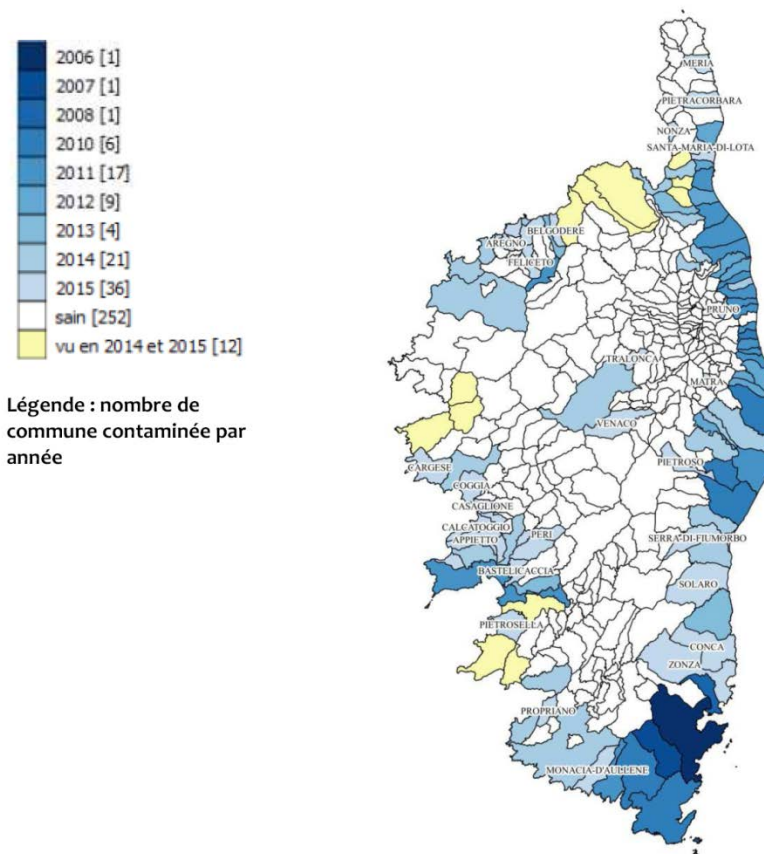 2006 [1]
2007 [1]
2008 [1]
2010 [6]
2011 [17]
2012 [9]
2013 [4]
2014 [21]
2015 [36]
sain [252]
vu en 2014 et 2015 [12]
Légende : nombre de
commune contaminée par
année
MERIA
PIETRACORBARA
NONZA
SANTA-MARIA-DI-LOTA
BELGODERE
AREGNO
FELICETO
PRUNO
TRALONCA
MATRA
VENACO
PIETROSO
CARGESE
COGGIA
CASAGLIONE
CALCATOGGIO
PERI
APPIETTO
SERRA-DI-FIUMORBO
BASTELICACCIA
SOLARO
PIETROSELLA
CONCA
ZONZA
PROPRIANO
MONACIA-D'AULLENE